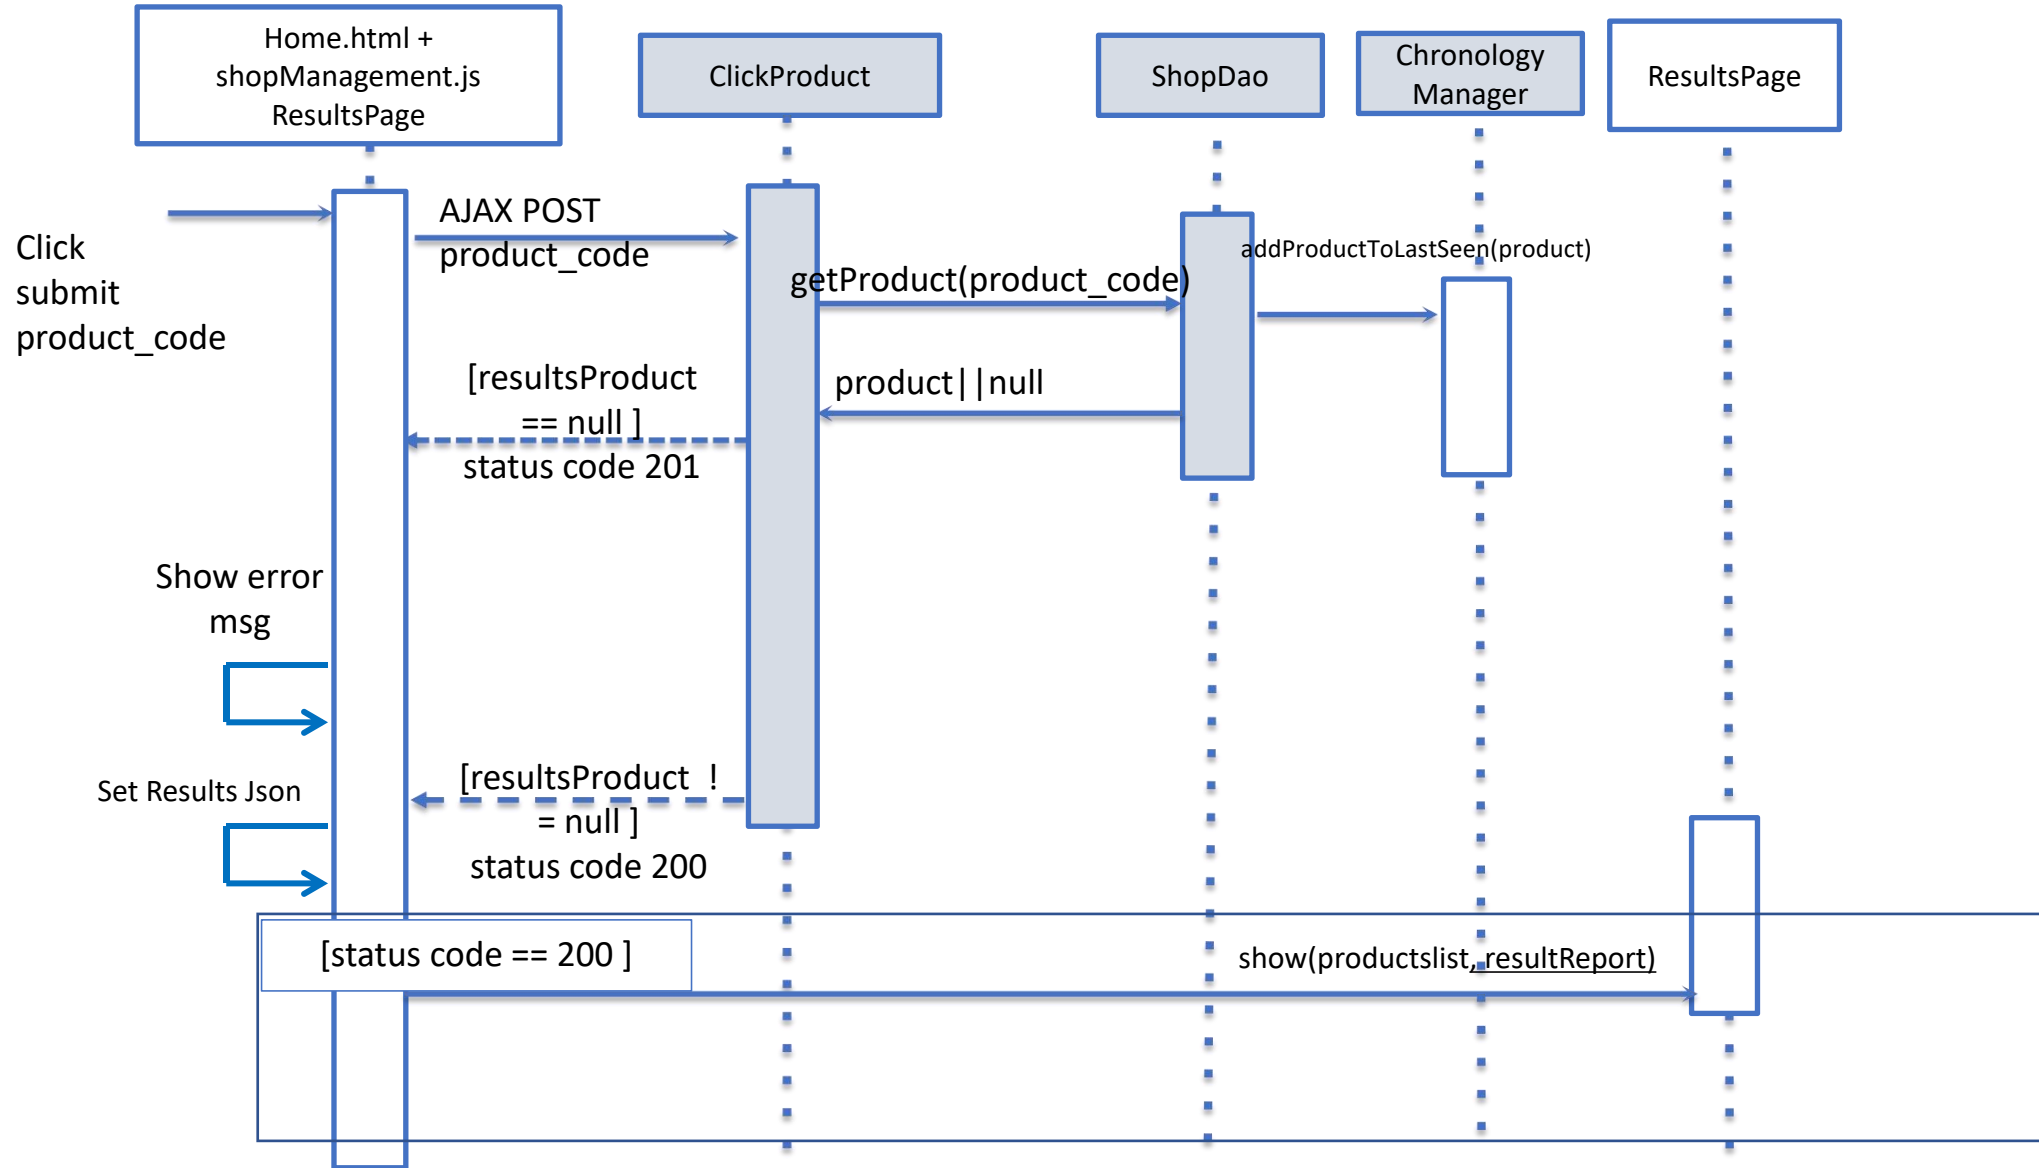 Home.html +
shopManagement.js
ResultsPage
ClickProduct
ShopDao
Chronology
Manager
ResultsPage
Click
submit
product_code
AJAX POST
product_code
getProduct(product_code)
addProductToLastSeen(product)
[resultsProduct
== null ]
status code 201
product||null
Show error
msg
Set Results Json
[resultsProduct  !
= null ]
status code 200
[status code == 200 ]
show(productslist, resultReport)